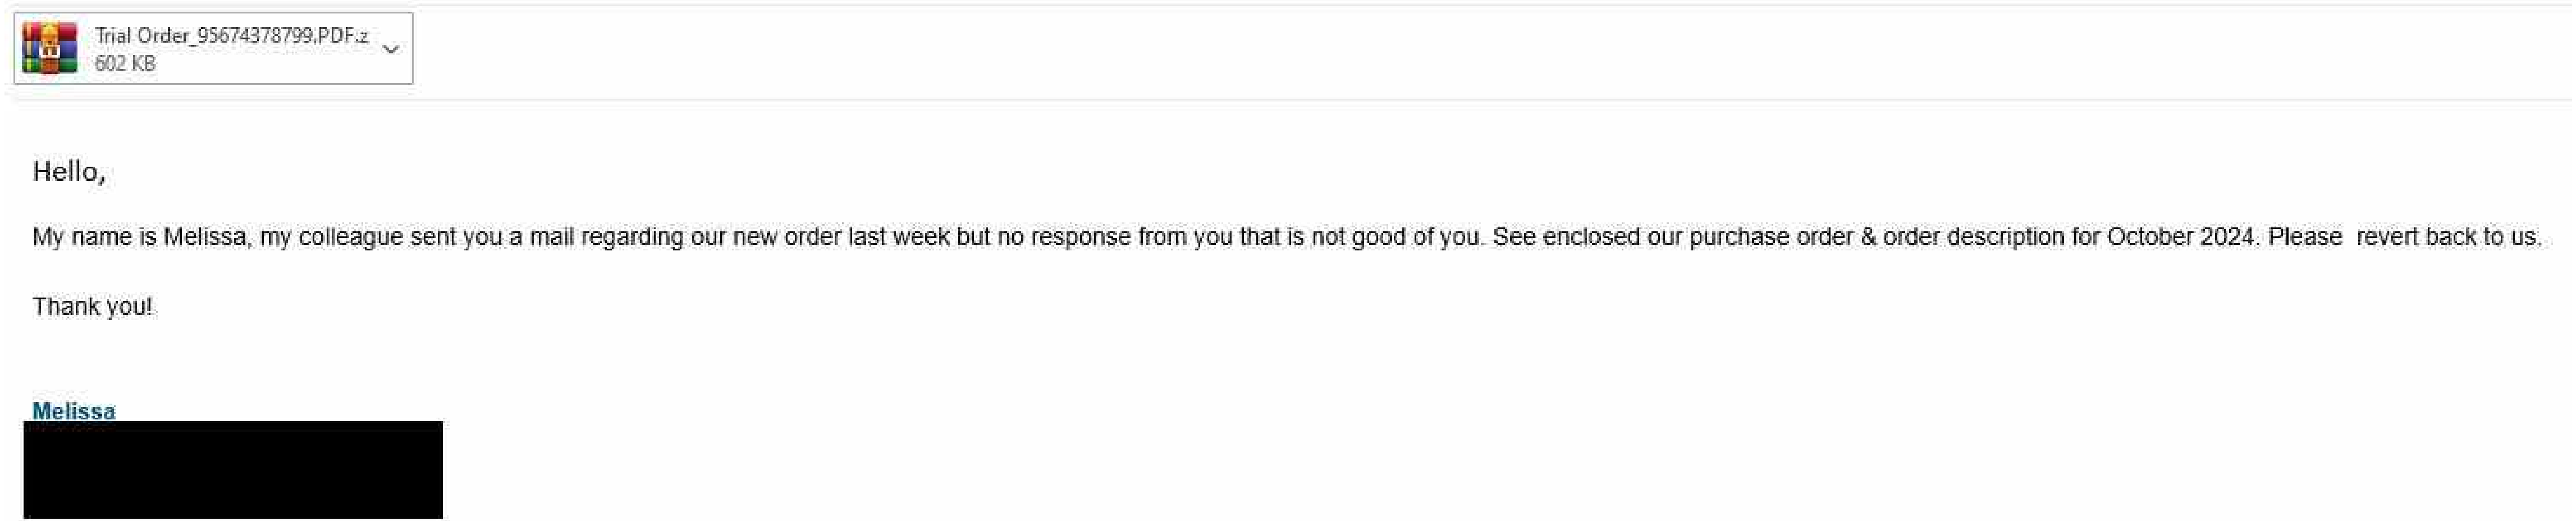 Trial Order_95674378799.PDF.z
602 KB
Hello,
My name is Melissa, my colleague sent you a mail regarding our new order last week but no response from you that is not good of you. See enclosed our purchase order & order description for October 2024. Please  revert back to us.
Thank you!
Melissa